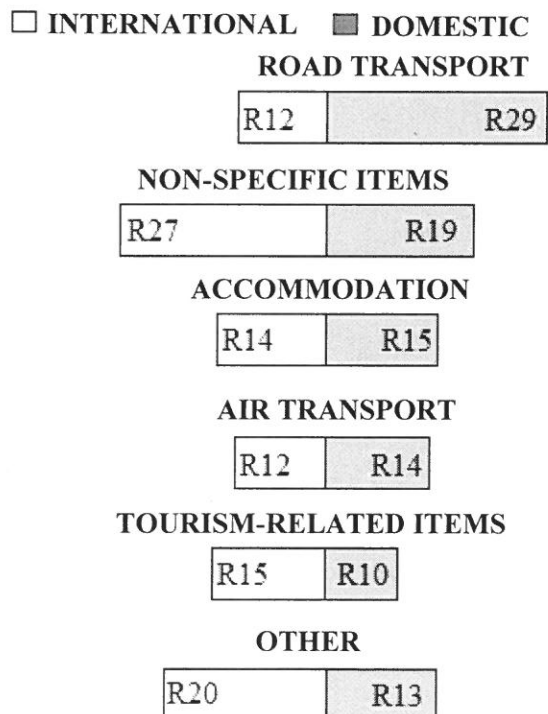 INTERNATIONAL DOMESTIC
ROAD TRANSPORT
R12 R29
NON-SPECIFIC ITEMS
R27 R19
ACCOMMODATION
R14 R15
AIR TRANSPORT
R12 R14
TOURISM-RELATED ITEMS
R15 R10
OTHER
R20 R13